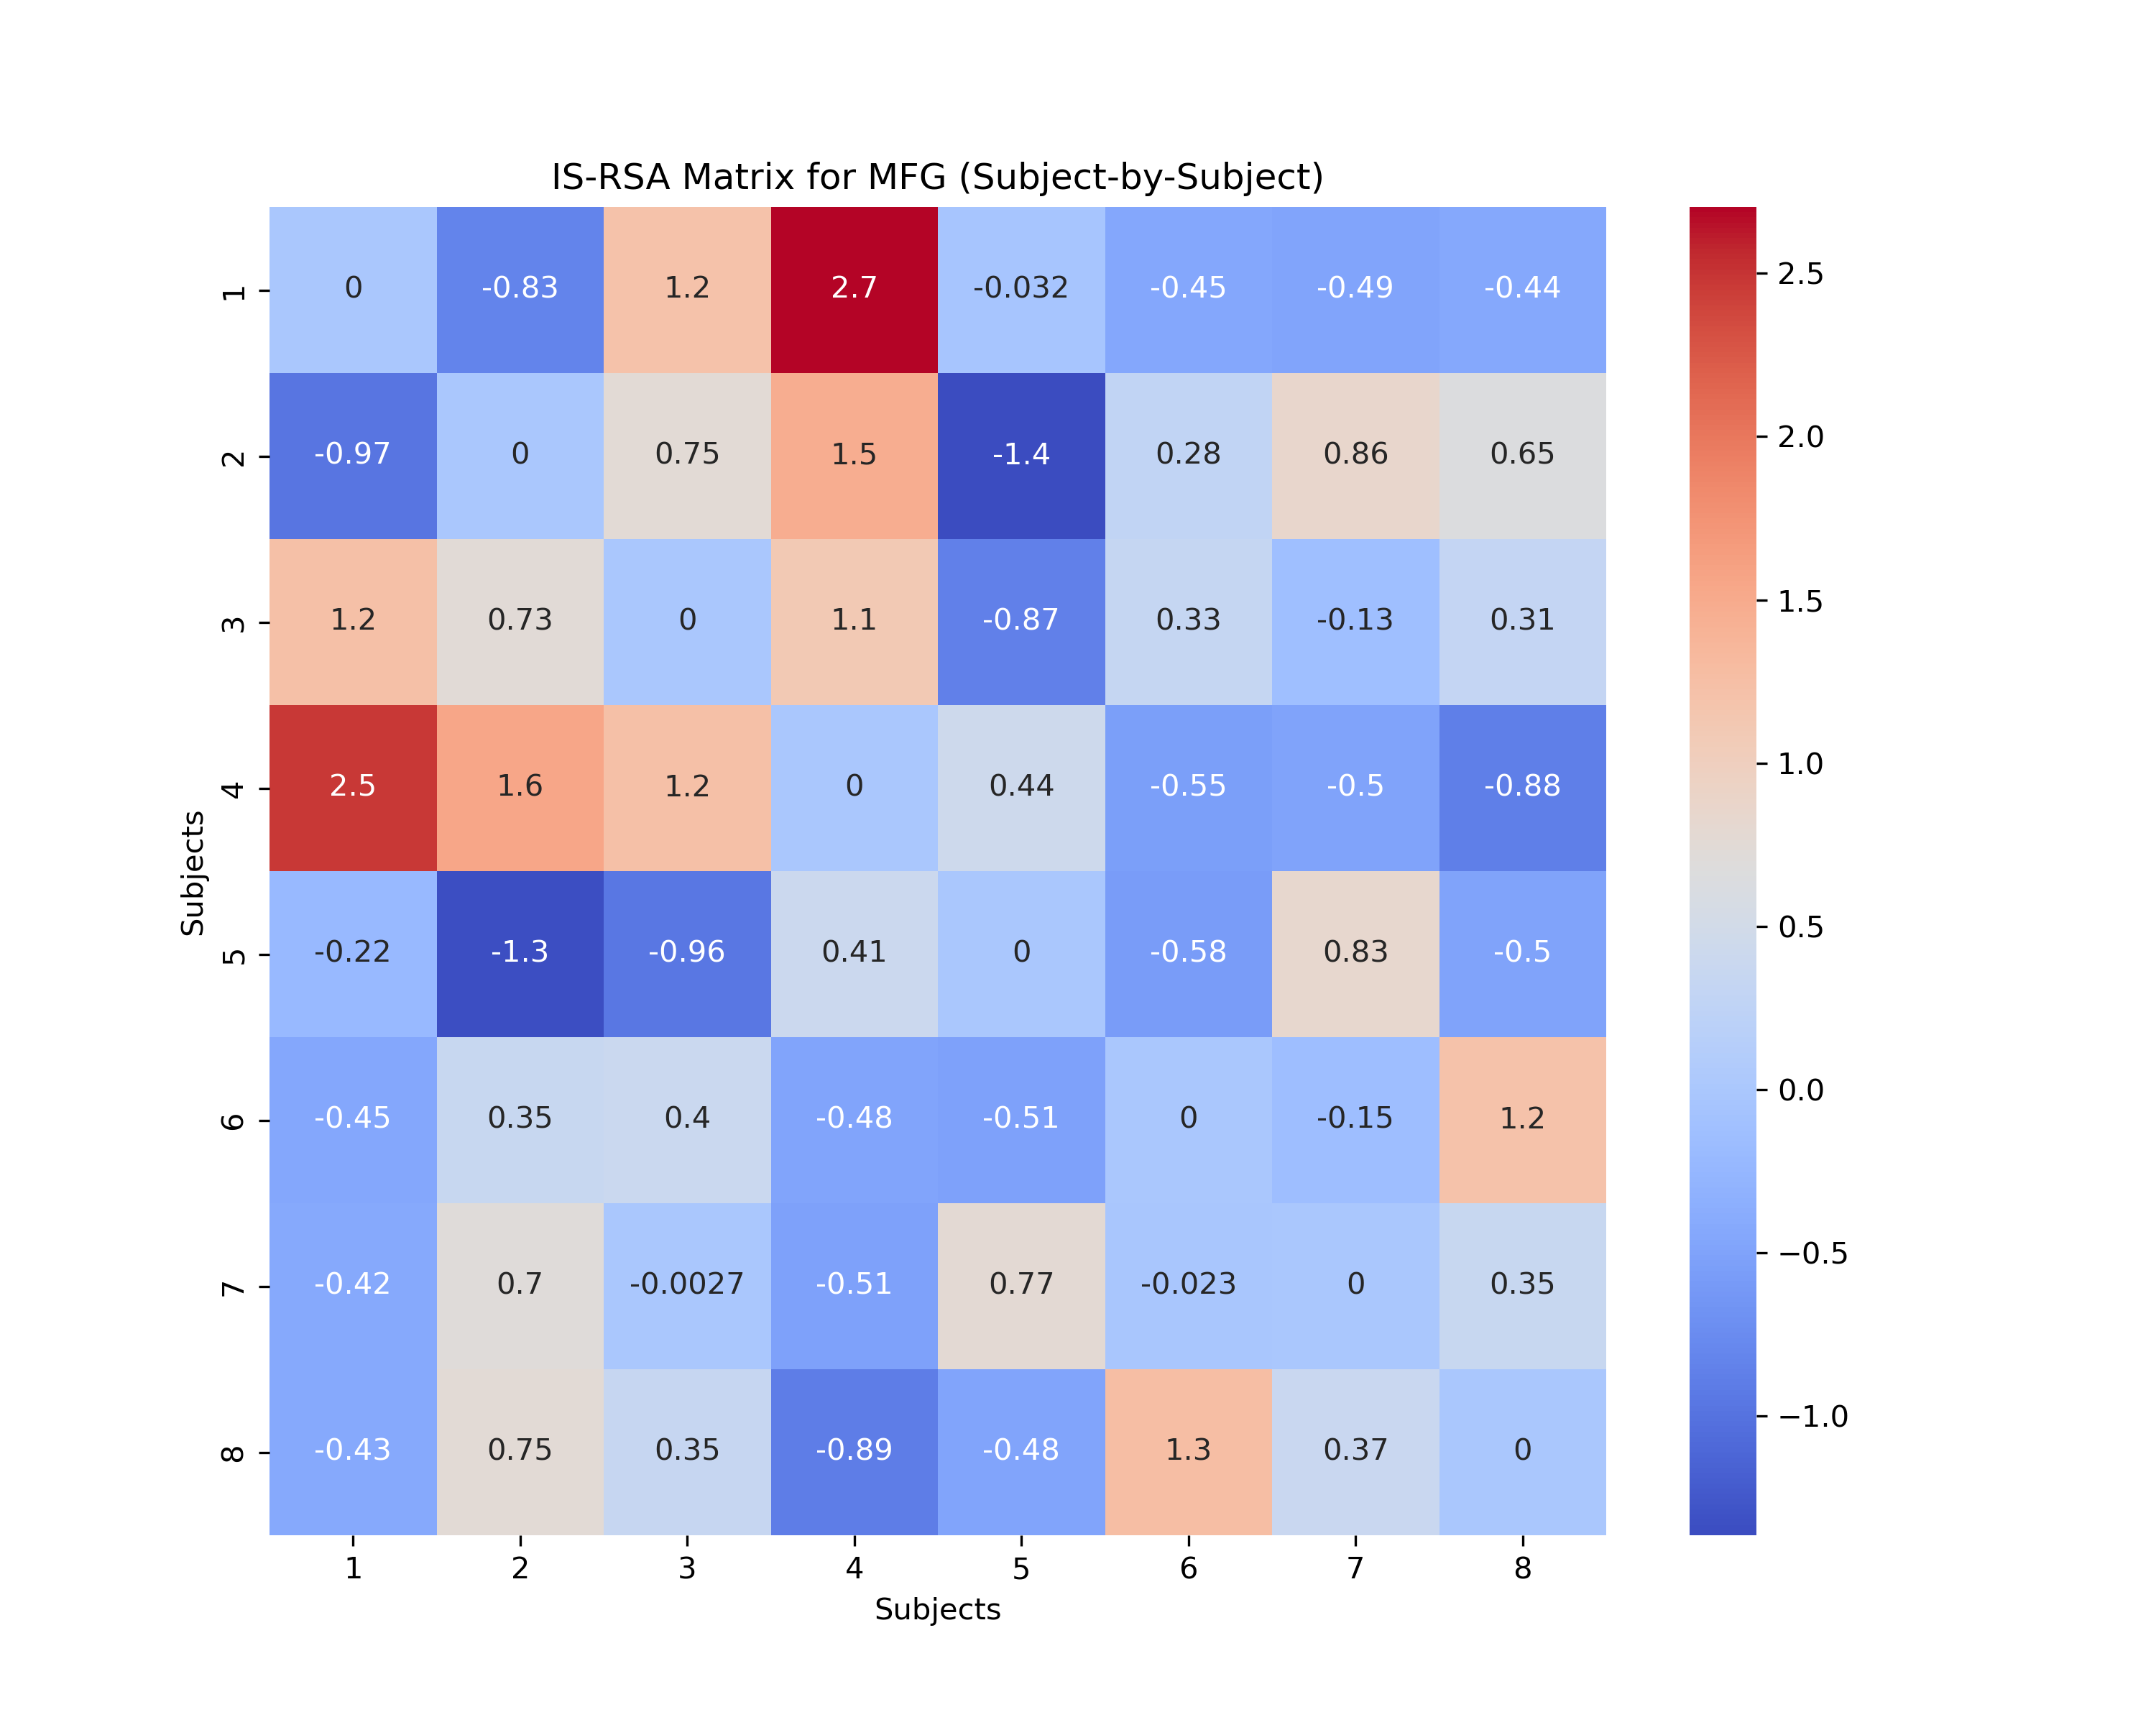 IS-RSA Matrix for MFG (Subject-by-Subject)
1 0 -0.83 1.2 2.7 -0.032 -0.45 -0.49 -0.44
2 -0.97 0 0.75 1.5 -1.4 0.28 0.86 0.65
3 1.2 0.73 0 1.1 -0.87 0.33 -0.13 0.31
4 2.5 1.6 1.2 0 0.44 -0.55 -0.5 -0.88
5 -0.22 -1.3 -0.96 0.41 0 -0.58 0.83 -0.5
6 -0.45 0.35 0.4 -0.48 -0.51 0 -0.15 1.2
7 -0.42 0.7 -0.0027 -0.51 0.77 -0.023 0 0.35
8 -0.43 0.75 0.35 -0.89 -0.48 1.3 0.37 0
1 2 3 4 5 6 7 8
Subjects
Subjects
2.5
2.0
1.5
1.0
0.5
0.0
−0.5
−1.0